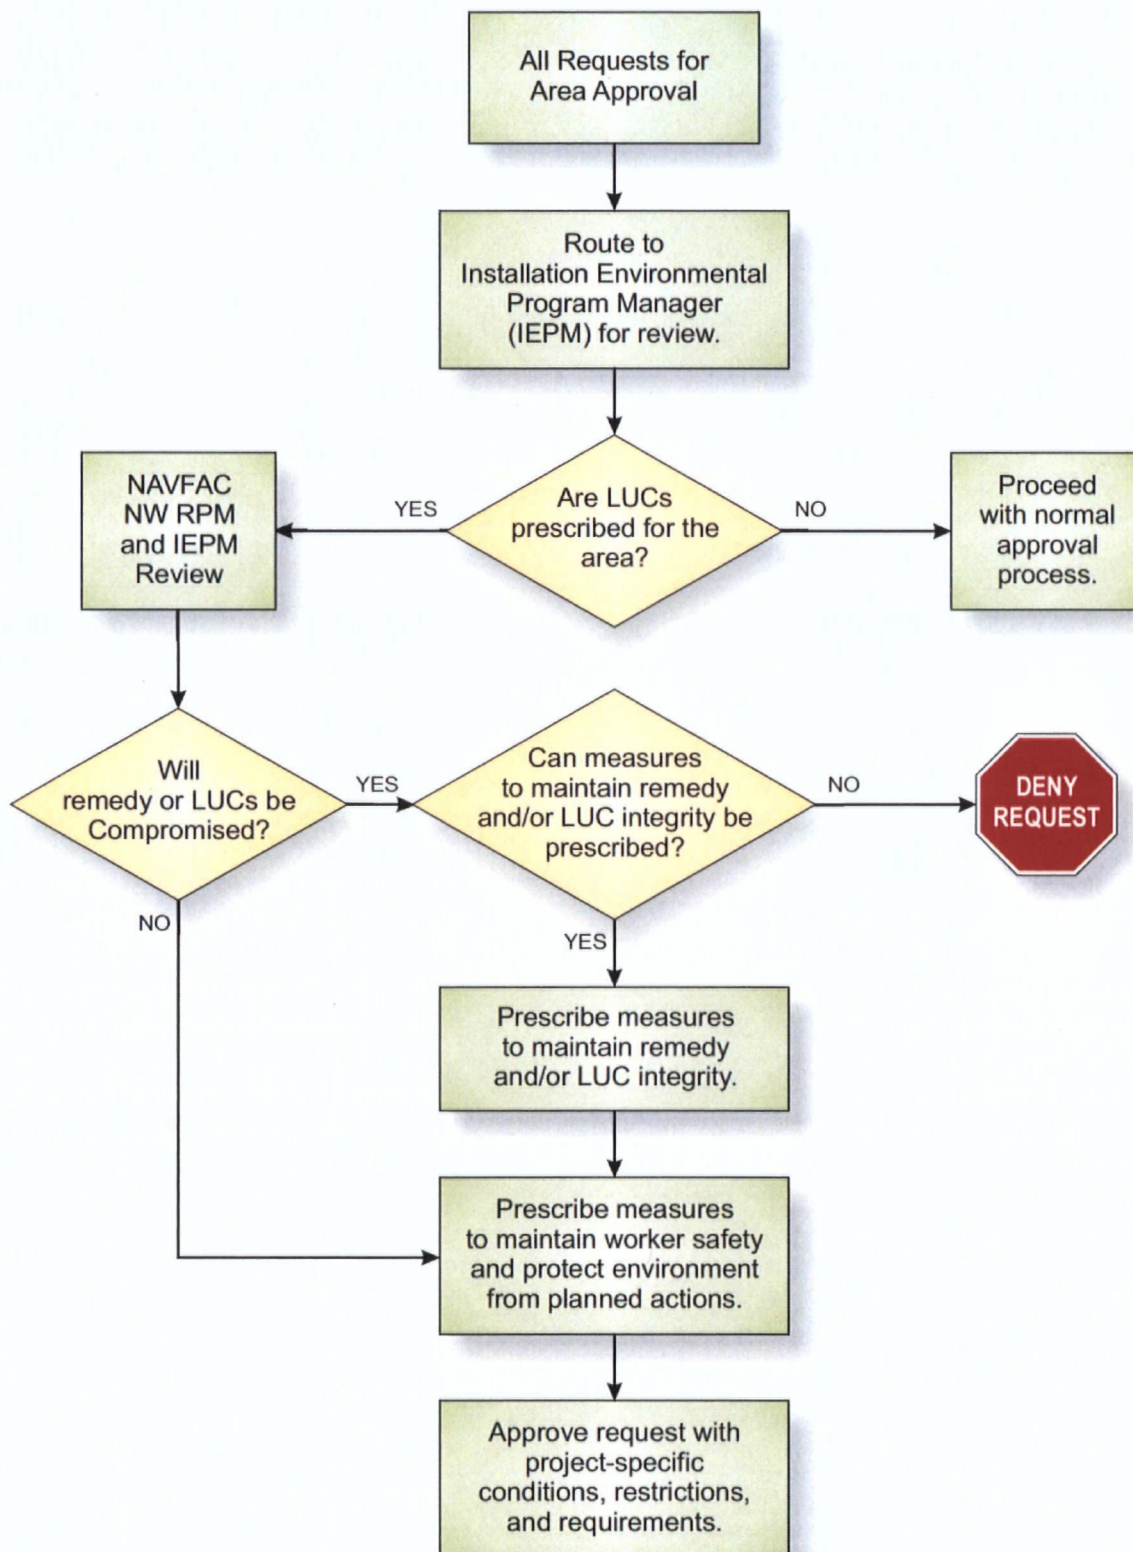 All Requests for
Area Approval
Route to
Installation Environmental
Program Manager
(IEPM) for review.
Are LUCs
prescribed for the
area?
YES
NO
NAVFAC
NW RPM
and IEPM
Review
Proceed
with normal
approval
process.
Will
remedy or LUCs be
Compromised?
YES
NO
Can measures
to maintain remedy
and/or LUC integrity be
prescribed?
NO
YES
DENY
REQUEST
Prescribe measures
to maintain remedy
and/or LUC integrity.
Prescribe measures
to maintain worker safety
and protect environment
from planned actions.
Approve request with
project-specific
conditions, restrictions,
and requirements.